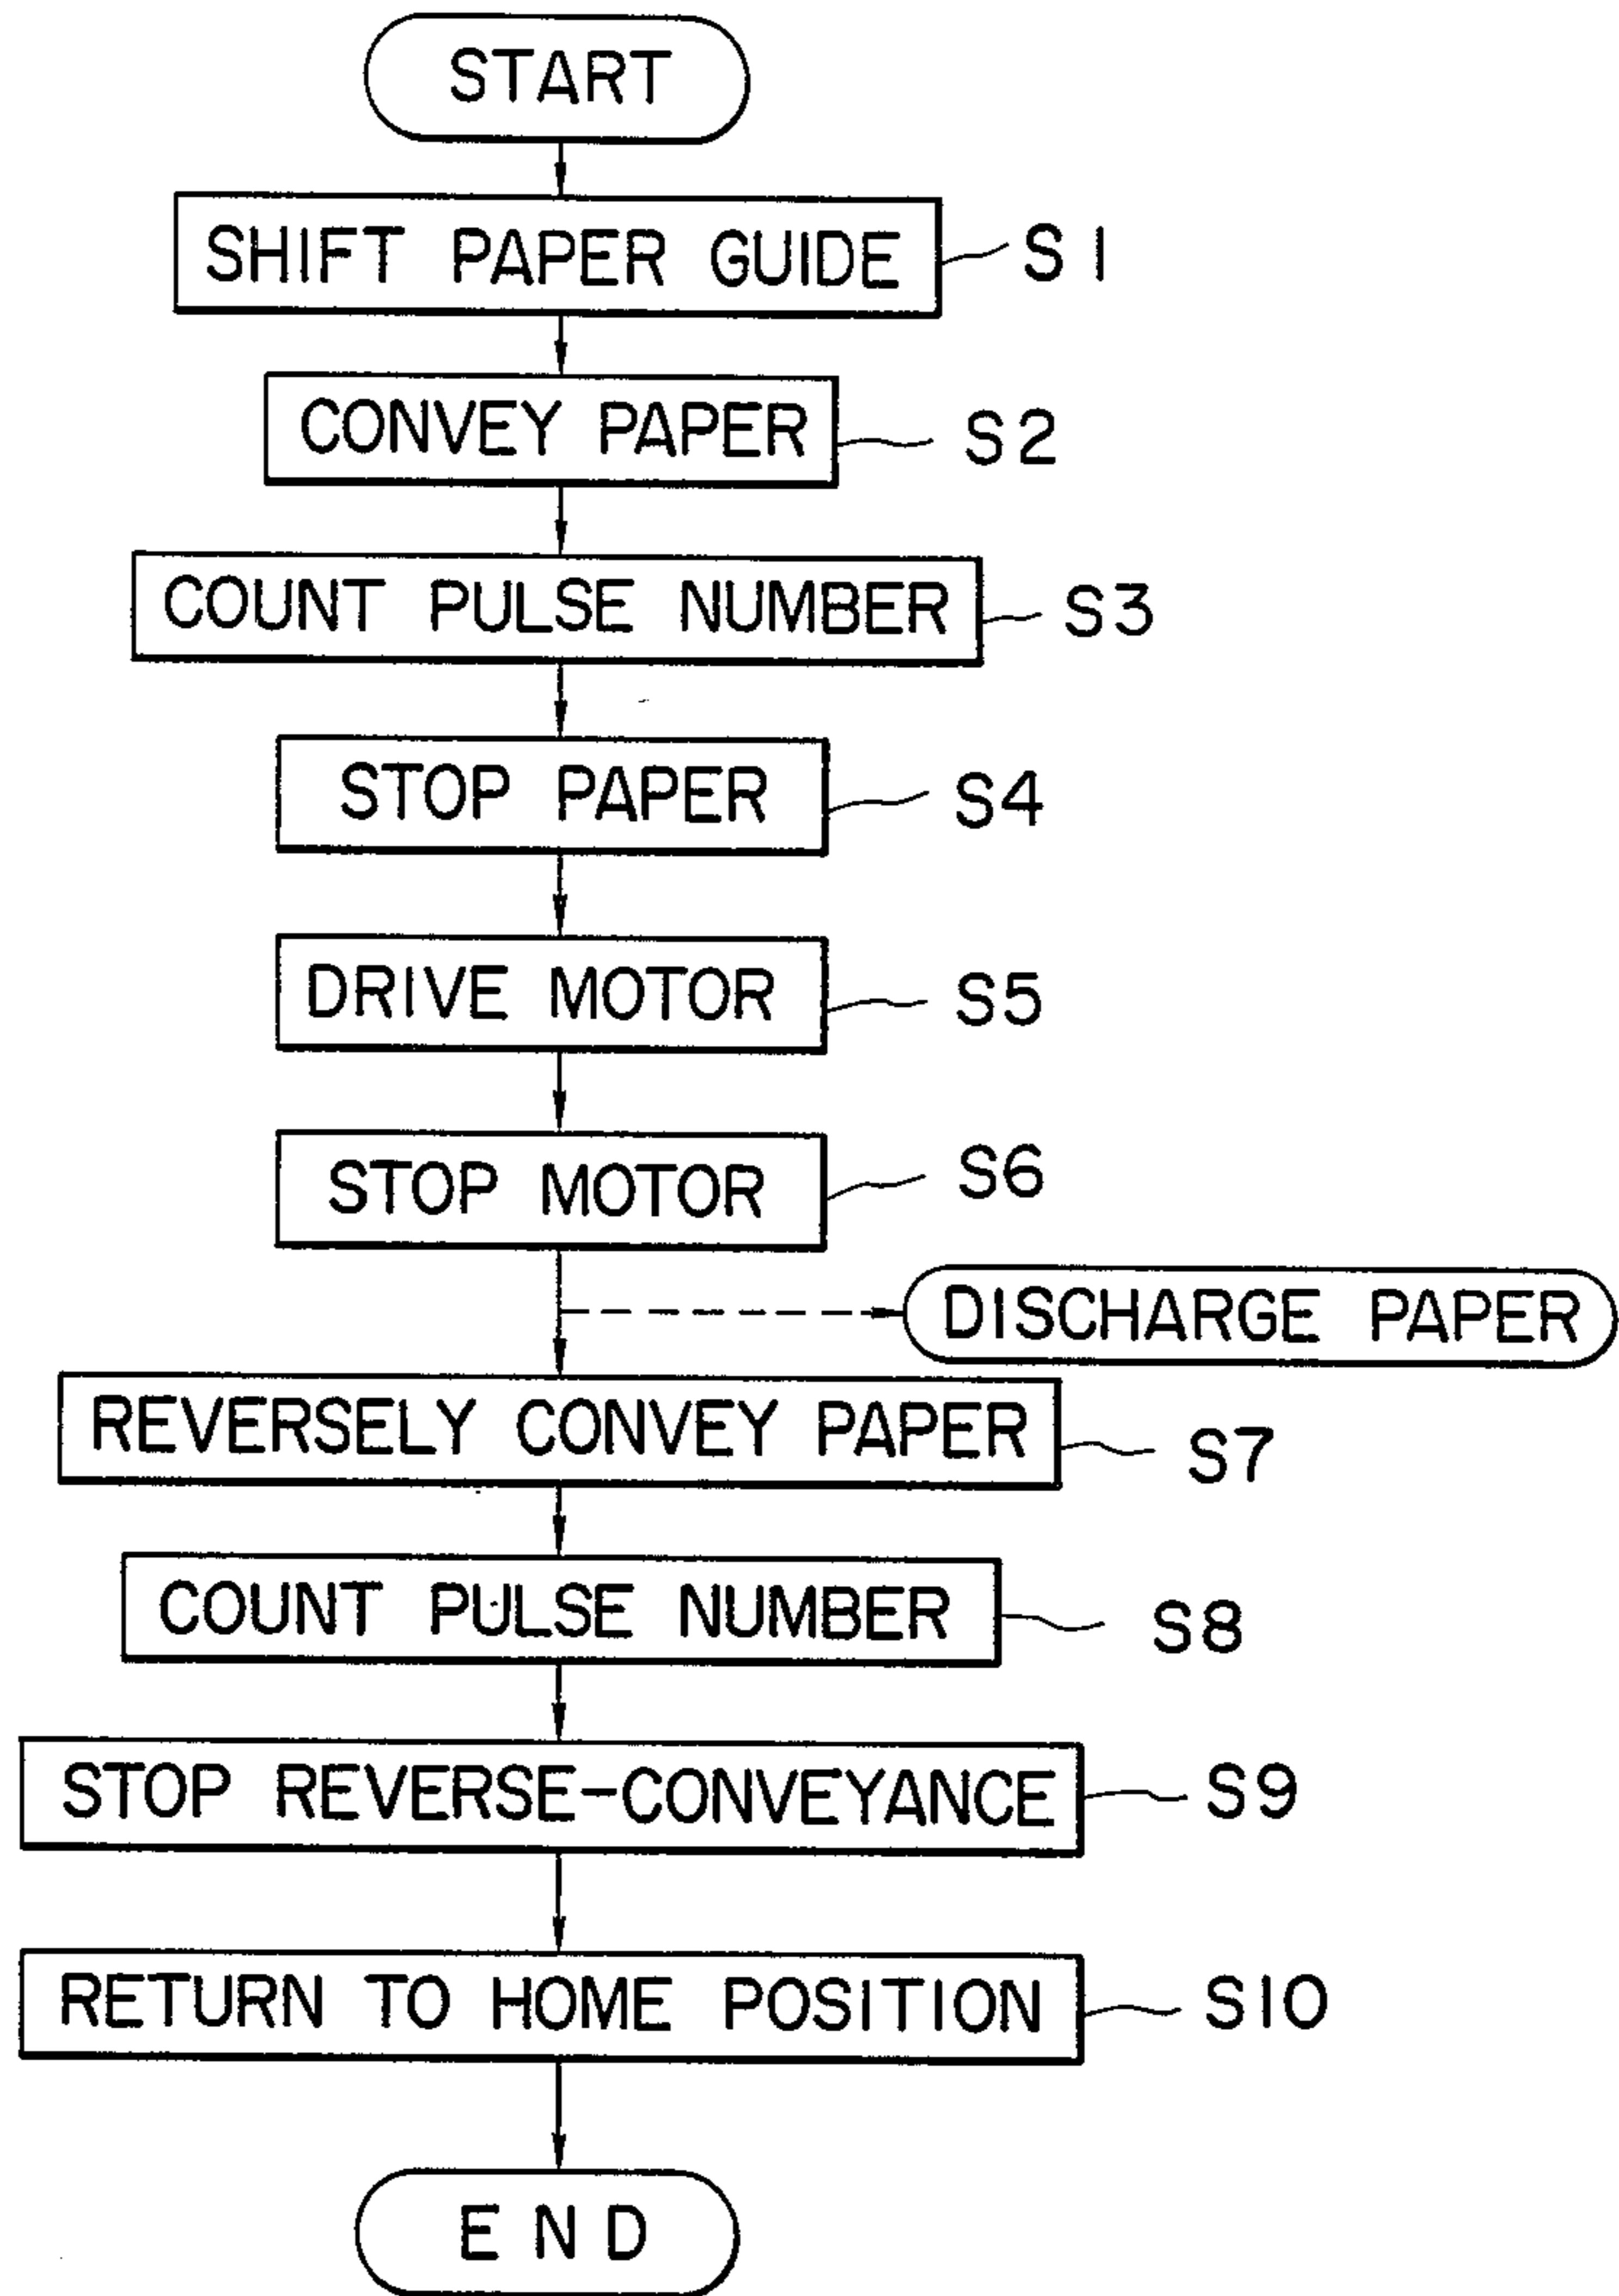 START
SHIFT PAPER GUIDE S1
CONVEY PAPER S2
COUNT PULSE NUMBER S3
STOP PAPER S4
DRIVE MOTOR S5
STOP MOTOR S6
DISCHARGE PAPER
REVERSELY CONVEY PAPER S7
COUNT PULSE NUMBER S8
STOP REVERSE-CONVEYANCE S9
RETURN TO HOME POSITION S10
END